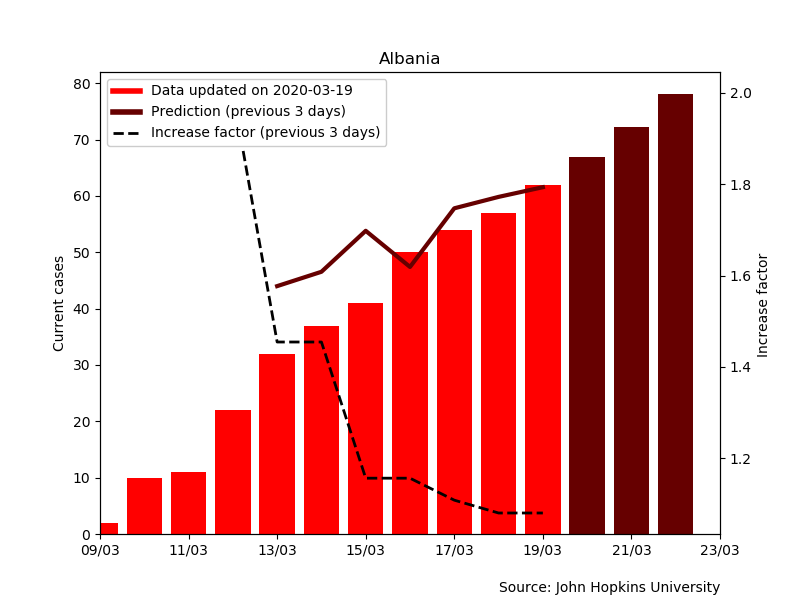 Albania
Data updated on 2020-03-19
Prediction (previous 3 days)
Increase factor (previous 3 days)
80
70
60
50
40
30
20
10
0
Current cases
2.0
1.8
1.6
1.4
1.2
Increase factor
09/03 11/03 13/03 15/03 17/03 19/03 21/03 23/03
Source: John Hopkins University